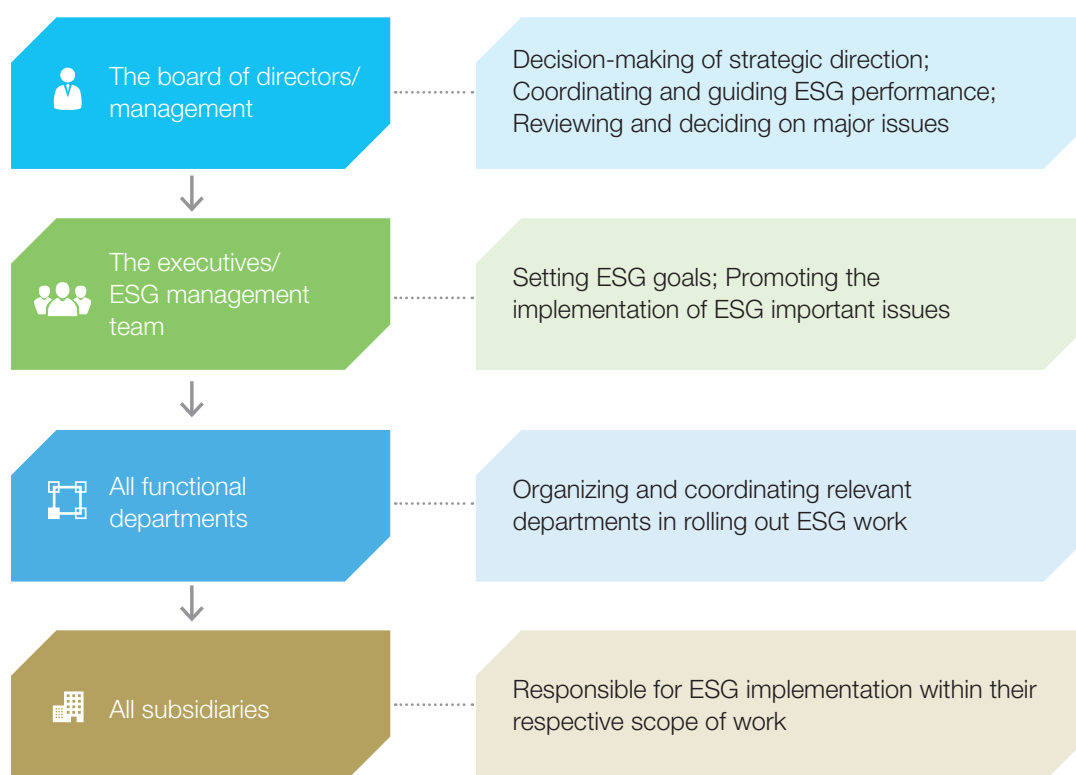 The board of directors/
management
Decision-making of strategic direction;
Coordinating and guiding ESG performance;
Reviewing and deciding on major issues
The executives/
ESG management
team
Setting ESG goals; Promoting the
implementation of ESG important issues
All functional
departments
Organizing and coordinating relevant
departments in rolling out ESG work
All subsidiaries
Responsible for ESG implementation within their
respective scope of work